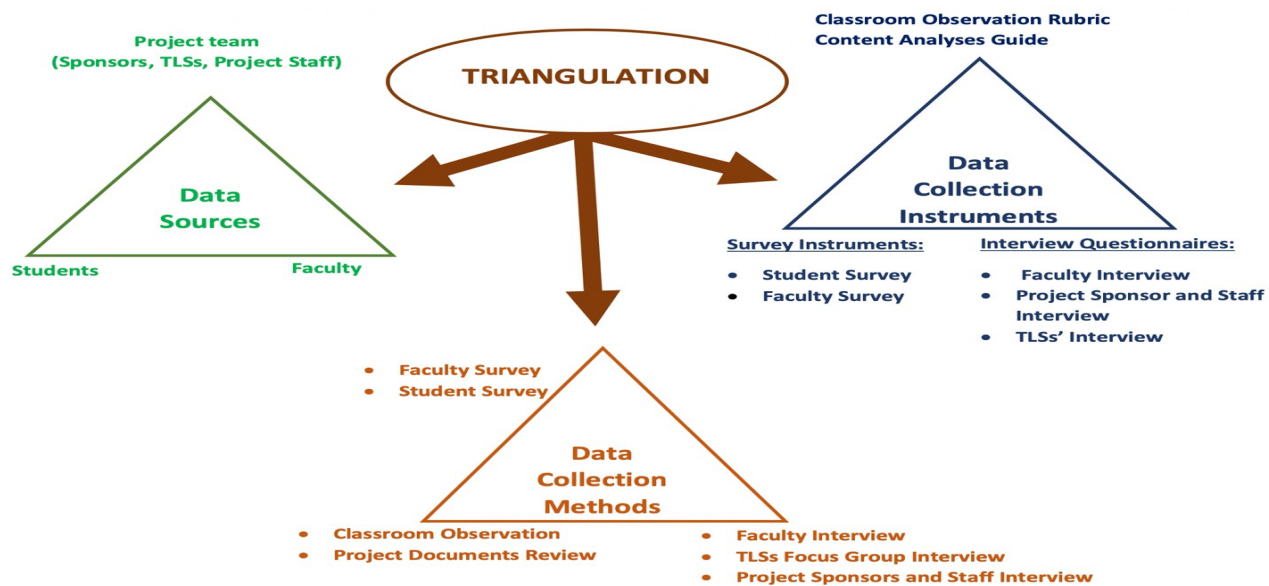 TRIANGULATION
Project team
(Sponsors, TLSs, Project Staff)
Data
Sources
Students
Faculty
Classroom Observation Rubric
Content Analyses Guide
Data
Collection
Instruments
Survey Instruments:
• Student Survey
• Faculty Survey
Interview Questionnaires:
• Faculty Interview
• Project Sponsor and Staff
Interview
• TLSs’ Interview
• Faculty Survey
• Student Survey
Data
Collection
Methods
• Classroom Observation
• Project Documents Review
• Faculty Interview
• TLSs Focus Group Interview
• Project Sponsors and Staff Interview